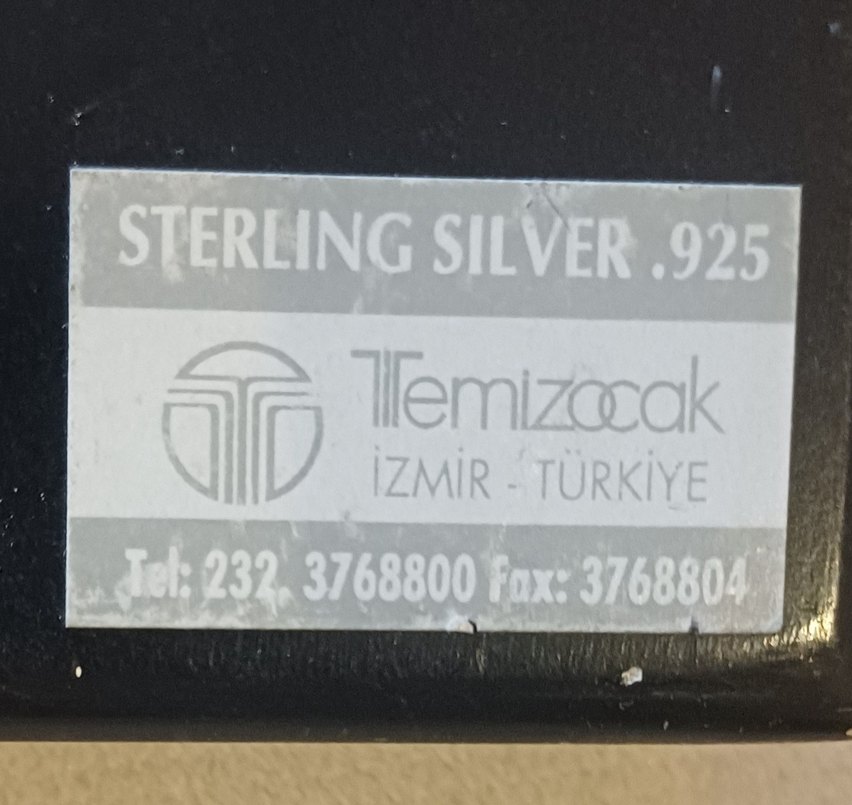 STERLING SILVER .925
Temizocak
İZMİR - TÜRKİYE
Tel: 232 3768800 Fax: 3768804